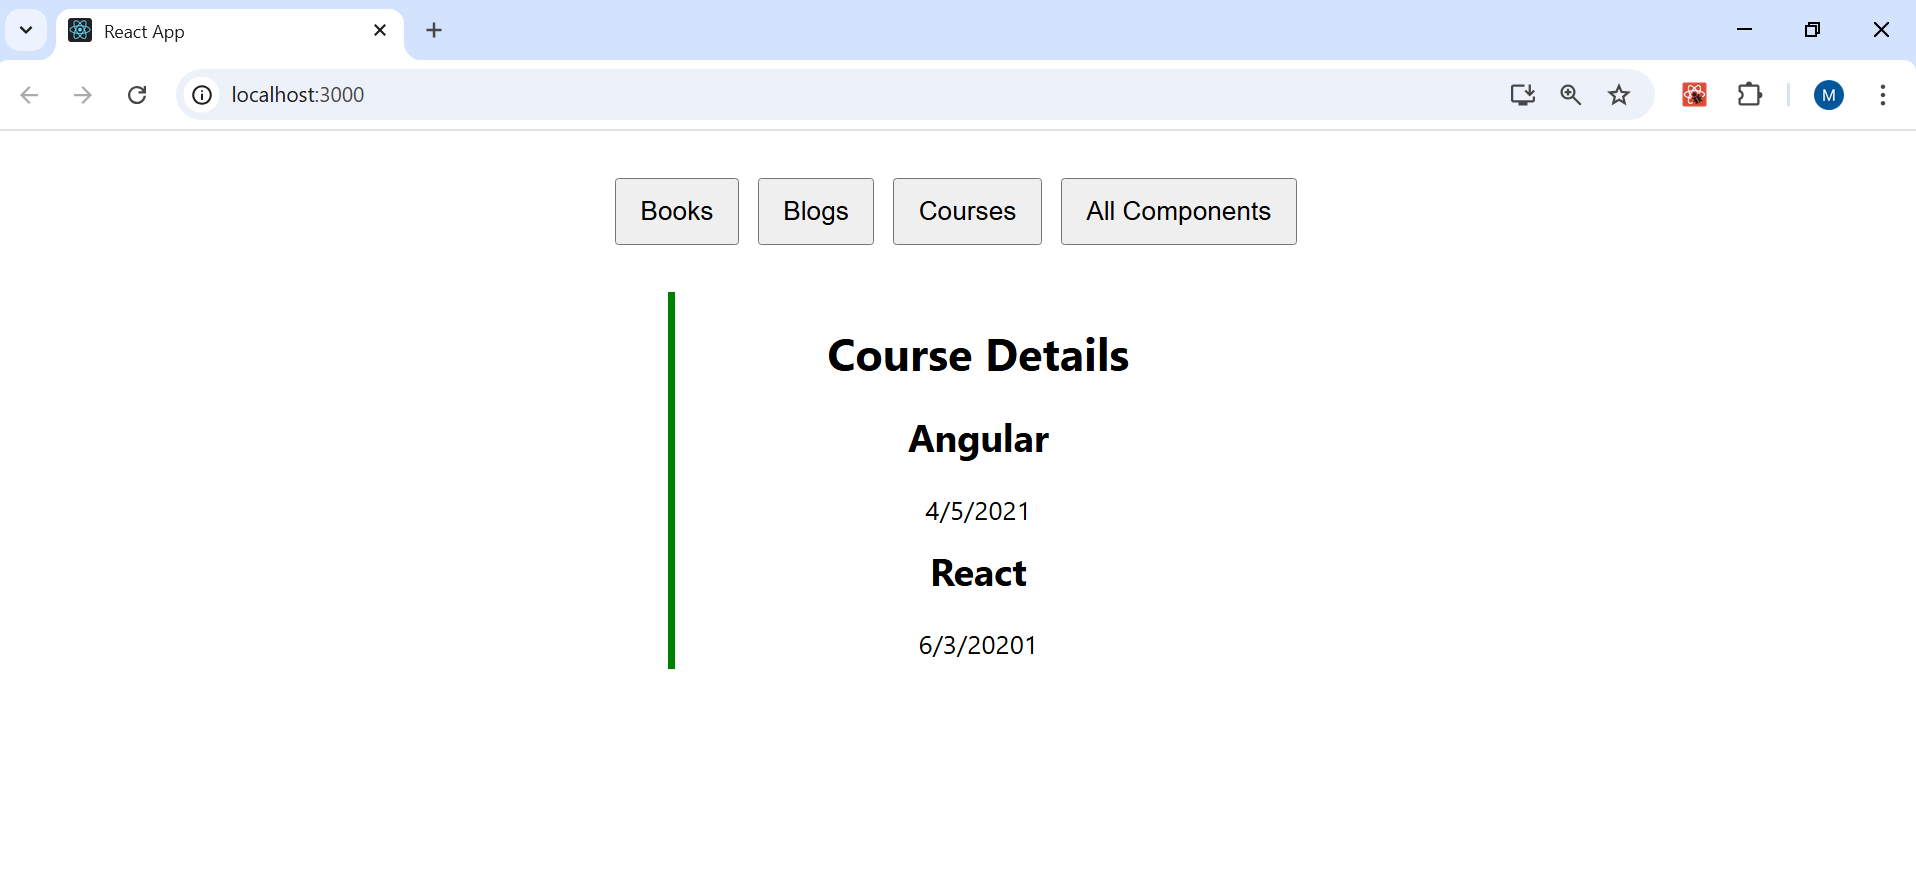 React App
localhost:3000
M
Books Blogs Courses All Components
Course Details
Angular
4/5/2021
React
6/3/20201